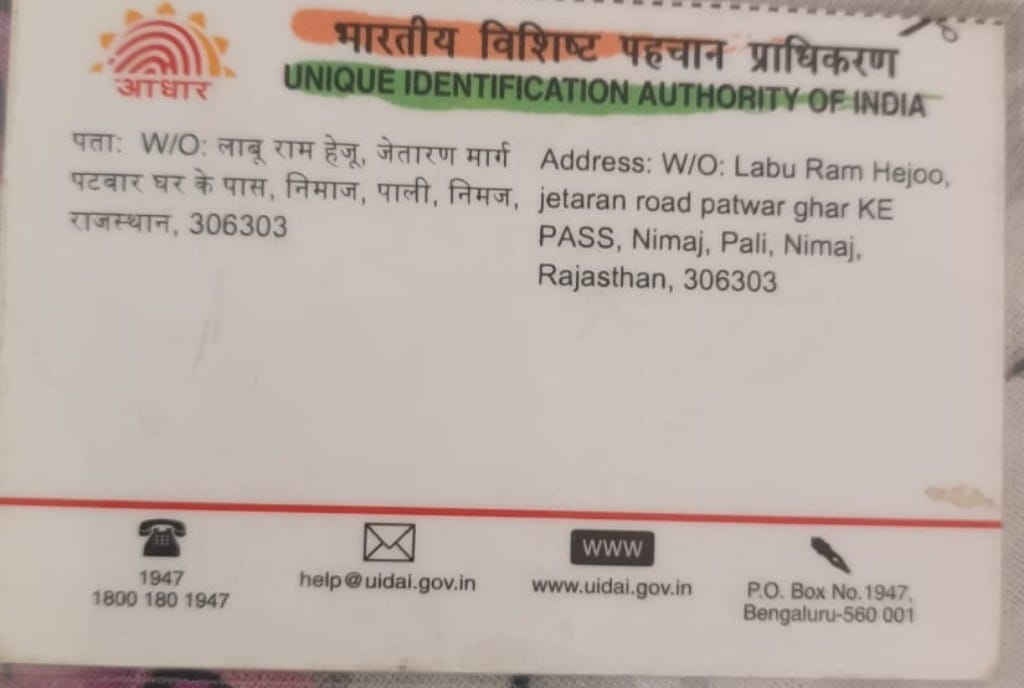 भारतीय विशिष्ट पहचान प्राधिकरण
आधार
UNIQUE IDENTIFICATION AUTHORITY OF INDIA
पता: W/O: लाबू राम हेजू, जेतारण मार्ग
पटवार घर के पास, निमाज, पाली, निमज,
राजस्थान, 306303
Address: W/O: Labu Ram Hejoo,
jetaran road patwar ghar KE
PASS, Nimaj, Pali, Nimaj,
Rajasthan, 306303
1947
1800 180 1947
help@uidai.gov.in
www
www.uidai.gov.in
P.O. Box No.1947,
Bengaluru-560 001